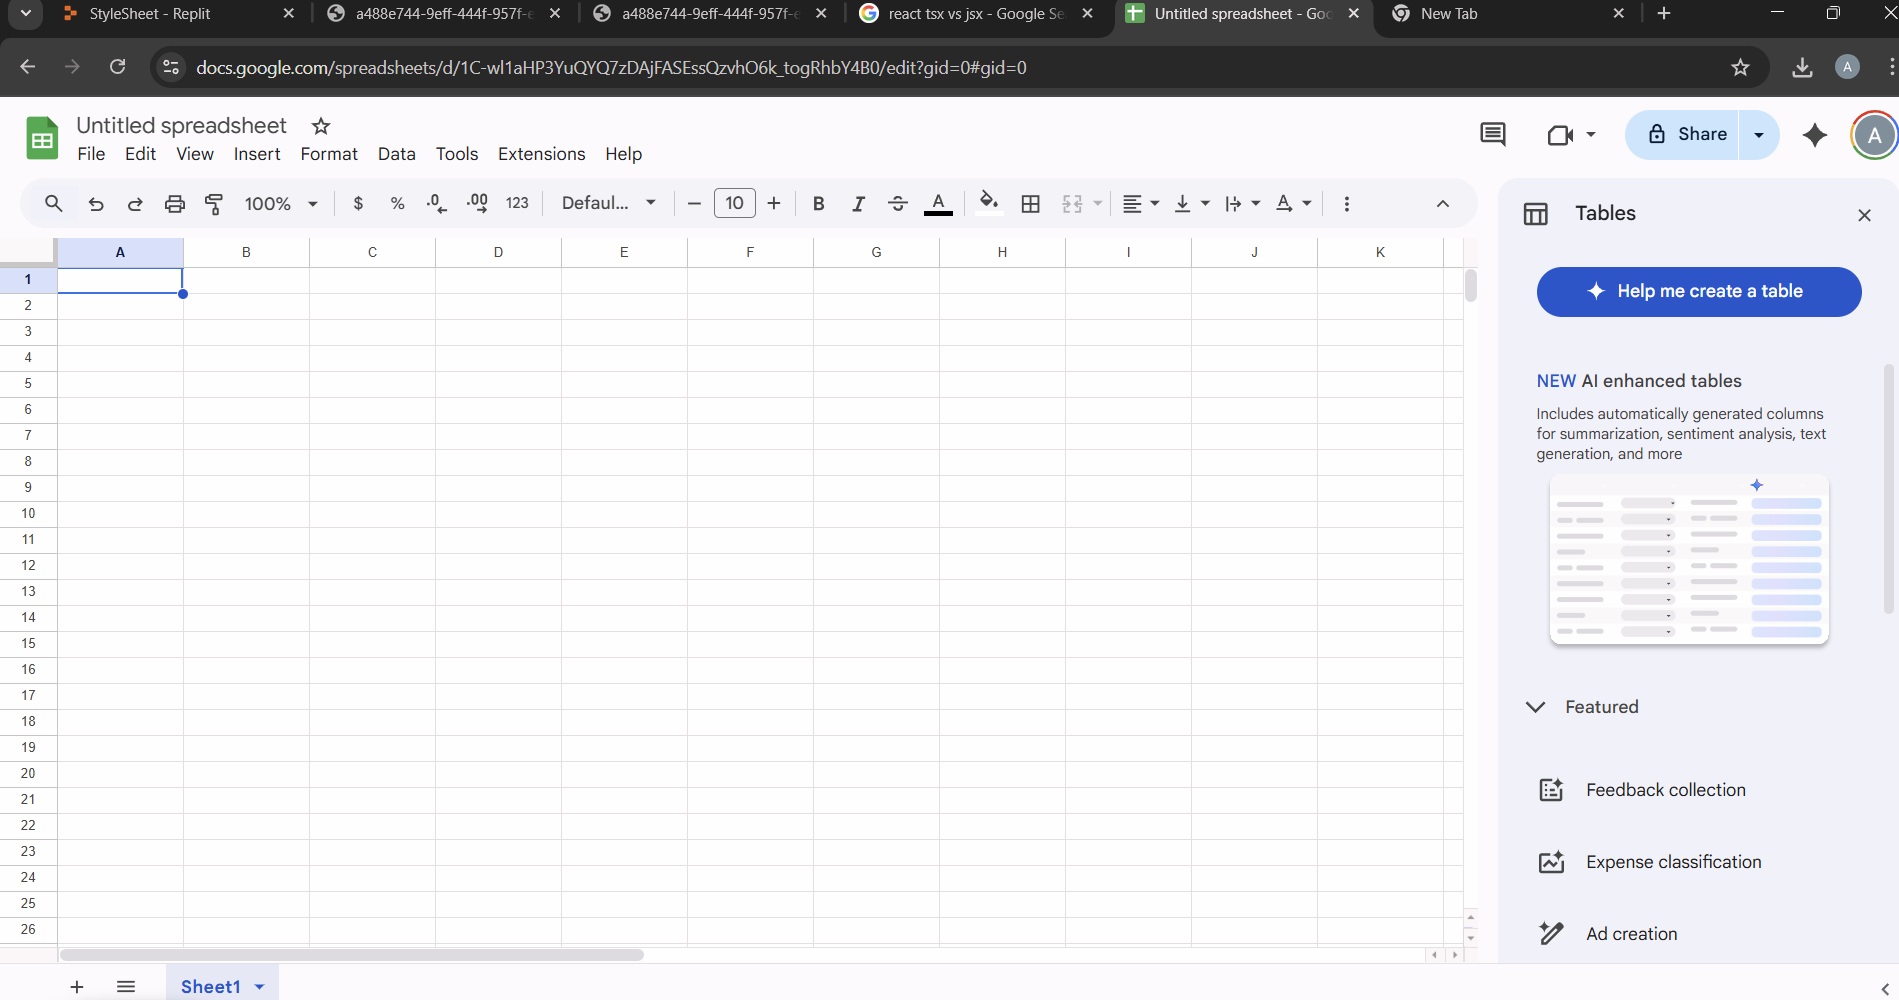 StyleSheet - Replit
a488e744-9eff-444f-957f-e
a488e744-9eff-444f-957f-e
react tsx vs jsx - Google Se
Untitled spreadsheet - Goo
New Tab
docs.google.com/spreadsheets/d/1C-wl1aHP3YuQYQ7zDAjFASEssQzvhO6k_togRhbY4B0/edit?gid=0#gid=0
A
Untitled spreadsheet
File Edit View Insert Format Data Tools Extensions Help
Share
A
100%
$ % .0 .00 123
Defaul...
10
B I S A
A
Tables
A B C D E F G H I J K
1
2
3
4
5
6
7
8
9
10
11
12
13
14
15
16
17
18
19
20
21
22
23
24
25
26
Help me create a table
NEW AI enhanced tables
Includes automatically generated columns
for summarization, sentiment analysis, text
generation, and more
Featured
Feedback collection
Expense classification
Ad creation
Sheet1